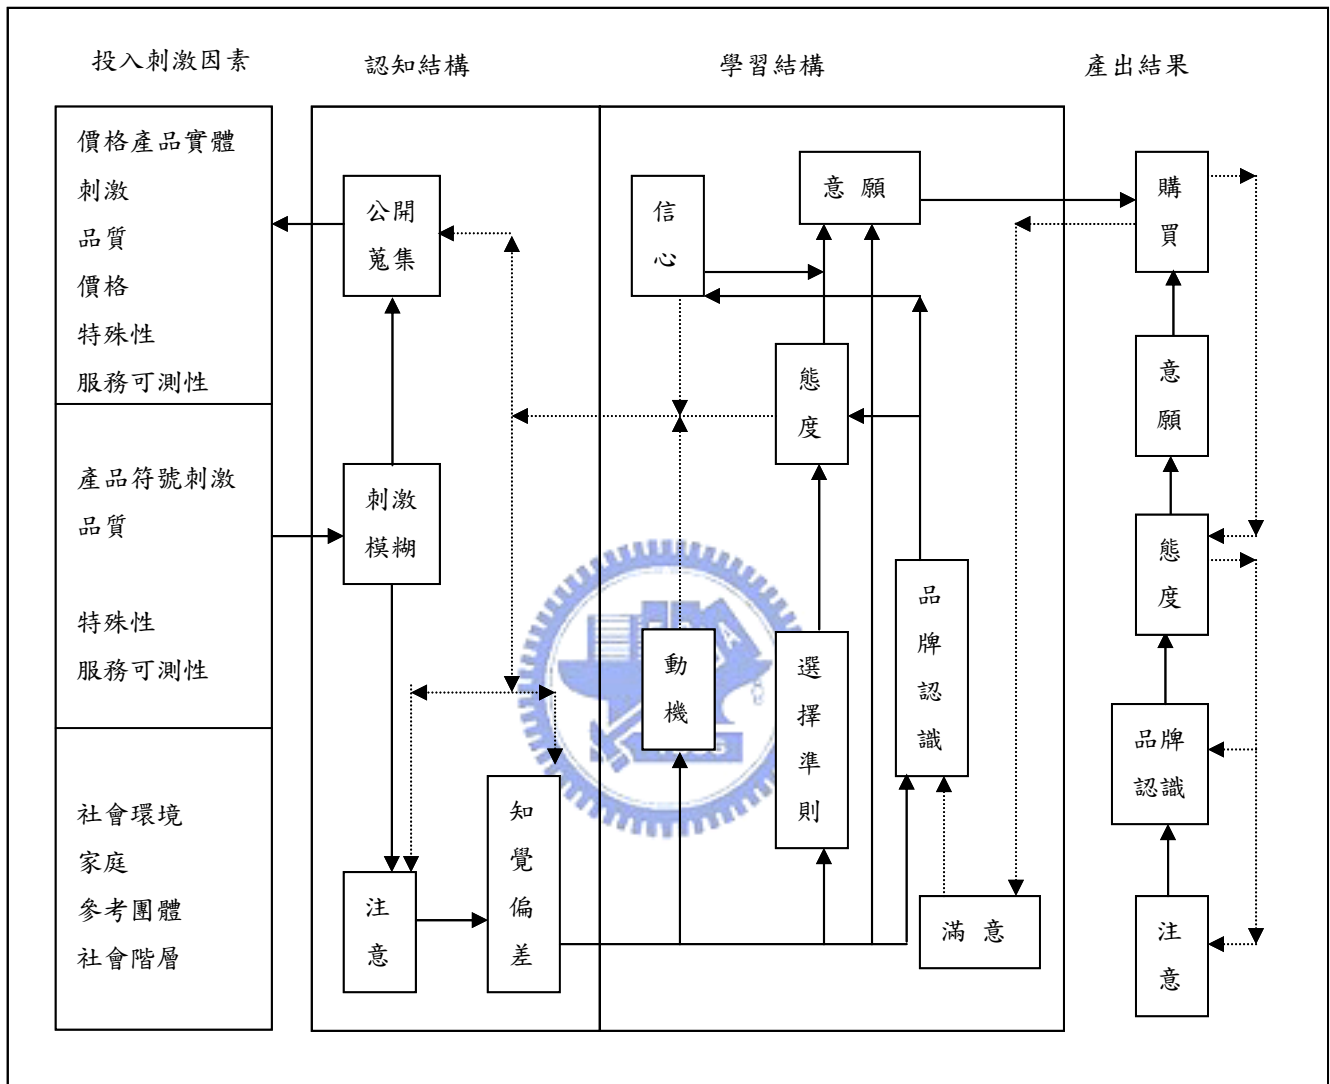 投入刺激因素
認知結構
學習結構
產出結果
價格產品實體
刺激
品質
價格
特殊性
服務可測性
產品符號刺激
品質
特殊性
服務可測性
社會環境
家庭
參考團體
社會階層
公開
蒐集
刺激
模糊
注
意
知
覺
偏
差
信
心
意 願
態
度
動
機
選
擇
準
則
品
牌
認
識
滿 意
購
買
意
願
態
度
品牌
認識
注
意